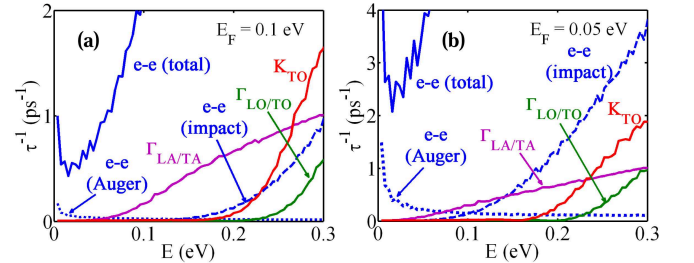 (a)
E_F = 0.1 eV
2
1
0
τ⁻¹ (ps⁻¹)
e-e (total)
K_TO
Γ_LO/TO
e-e
(impact)
Γ_LA/TA
e-e
(Auger)
0.1 0.2 0.3
E (eV)
(b)
E_F = 0.05 eV
4
3
2
1
0
τ⁻¹ (ps⁻¹)
e-e
(impact)
e-e (total)
K_TO
e-e
(Auger)
Γ_LA/TA
Γ_LO/TO
0 0.1 0.2 0.3
E (eV)